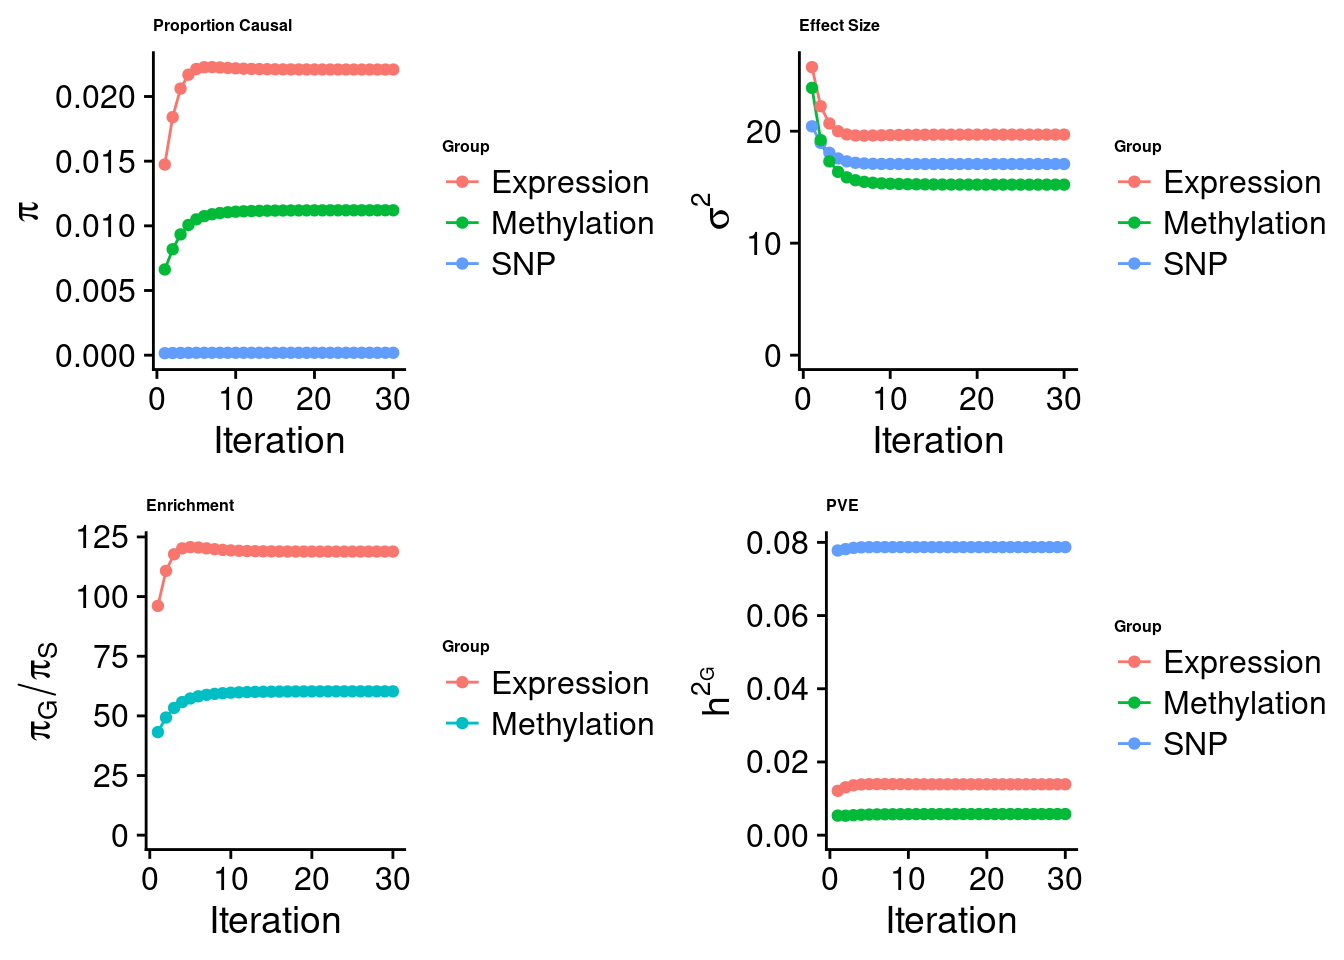 Proportion Causal
π
0.020
0.015
0.010
0.005
0.000
0 10 20 30
Iteration
Group
Expression
Methylation
SNP
Effect Size
σ²
20
10
0
0 10 20 30
Iteration
Group
Expression
Methylation
SNP
Enrichment
π_G/π_S
125
100
75
50
25
0
0 10 20 30
Iteration
Group
Expression
Methylation
PVE
h^2_G
0.08
0.06
0.04
0.02
0.00
0 10 20 30
Iteration
Group
Expression
Methylation
SNP